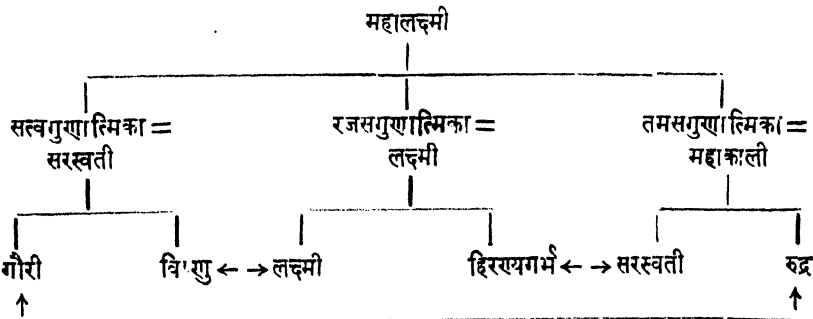 महालक्ष्मी
सत्वगुणात्मिका = रजसगुणात्मिका = तमसगुणात्मिका =
सरस्वती लक्ष्मी महाकाली
गौरी विष्णु ← → लक्ष्मी हिरण्यगर्भ ← → सरस्वती रुद्र
↑ ↑